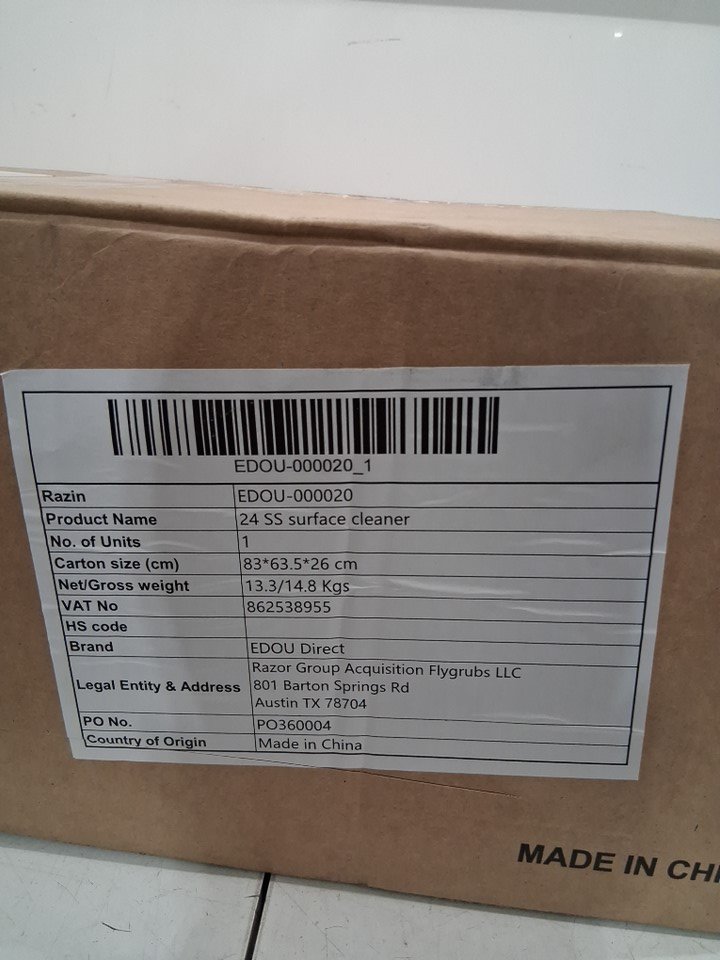 EDOU-000020_1
Razin EDOU-000020
Product Name 24 SS surface cleaner
No. of Units 1
Carton size (cm) 83*63.5*26 cm
Net/Gross weight 13.3/14.8 Kgs
VAT No 862538955
HS code
Brand EDOU Direct
Legal Entity & Address Razor Group Acquisition Flygrubs LLC
801 Barton Springs Rd
Austin TX 78704
PO No. PO360004
Country of Origin Made in China
MADE IN CHI